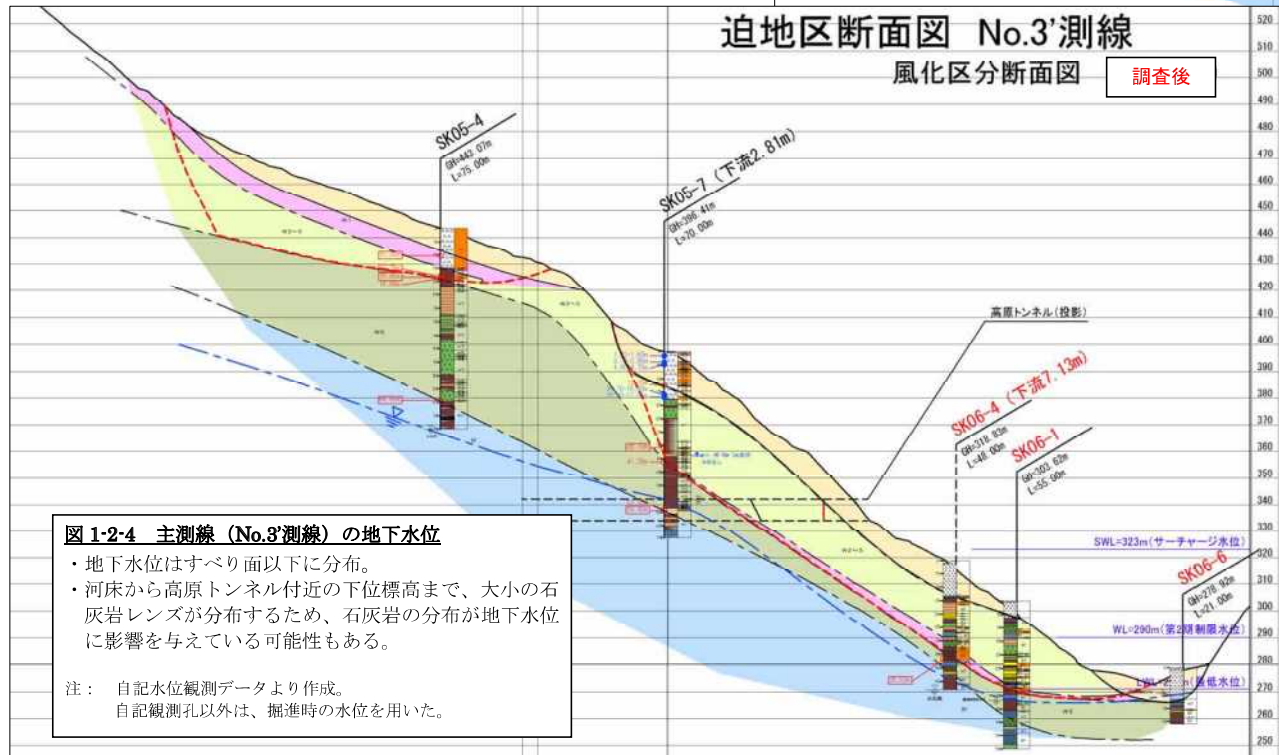 迫地区断面図 No.3'測線
風化区分断面図
調査後
SK05-4
GH=443.07m
L=75.00m
SK05-7 (下流2.81m)
GH=396.41m
L=70.00m
高原トンネル(投影)
SK06-4 (下流7.13m)
GH=318.83m
L=48.00m
SK06-1
GH=303.62m
L=55.00m
SK06-6
GH=278.92m
L=21.00m
SWL=323m(サーチャージ水位)
WL=290m(第2期制限水位)
520
510
500
490
480
470
460
450
440
430
420
410
400
390
380
370
360
350
340
330
320
310
300
290
280
270
260
250
図 1-2-4 主測線(No.3'測線)の地下水位
・地下水位はすべり面以下に分布。
・河床から高原トンネル付近の下位標高まで、大小の石
灰岩レンズが分布するため、石灰岩の分布が地下水位
に影響を与えている可能性もある。
注: 自記水位観測データより作成。
自記観測孔以外は、掘進時の水位を用いた。